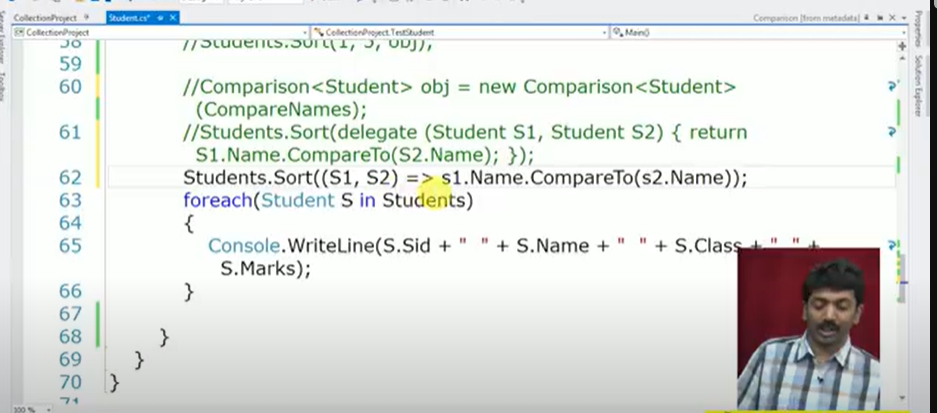 CollectionProject
Student.cs*
Comparison [from metadata]
CollectionProject
CollectionProject.TestStudent
Main()
58 //Students.Sort(1, 3, obj);
59
60 //Comparison<Student> obj = new Comparison<Student>
(CompareNames);
61 //Students.Sort(delegate (Student S1, Student S2) { return
S1.Name.CompareTo(S2.Name); });
62 Students.Sort((S1, S2) => s1.Name.CompareTo(s2.Name));
63 foreach(Student S in Students)
64 {
65 Console.WriteLine(S.Sid + " " + S.Name + " " + S.Class + " " +
S.Marks);
66 }
67
68 }
69 }
70 }
71
100 %
Server Explorer
Toolbox
Properties
Solution Explorer